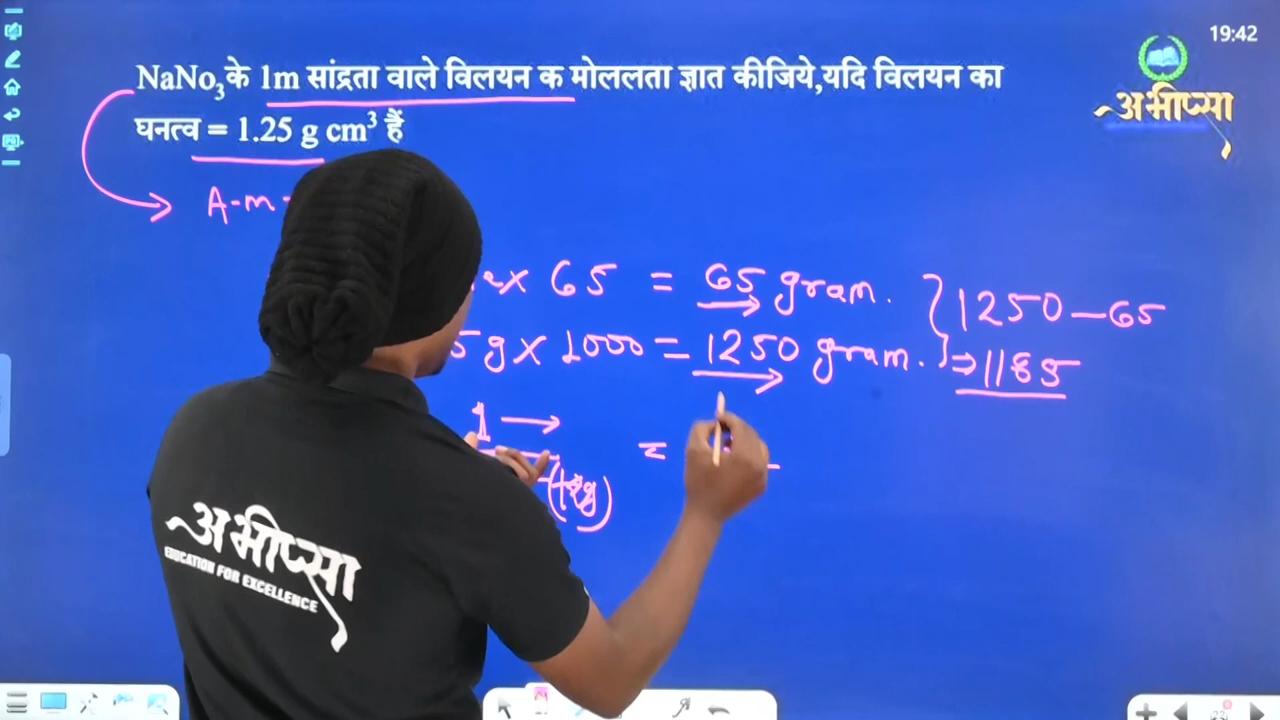 19:42
NaNo3के 1m सांद्रता वाले विलयन क मोललता ज्ञात कीजिये,यदि विलयन का
घनत्व = 1.25 g cm³ हैं
अभीप्सा
A-m-
x 65 = 65 gram. } 1250-65
5 g x 1000 = 1250 gram. } ⇒ 1185
1 →
=
अभीप्सा
EDUCATION FOR EXCELLENCE